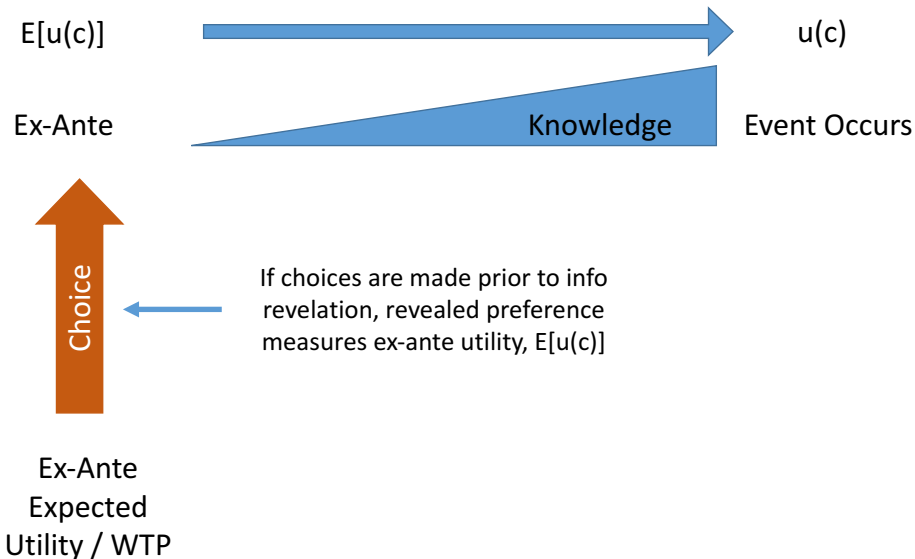 E[u(c)]
u(c)
Ex-Ante
Knowledge
Event Occurs
Choice
If choices are made prior to info
revelation, revealed preference
measures ex-ante utility, E[u(c)]
Ex-Ante
Expected
Utility / WTP